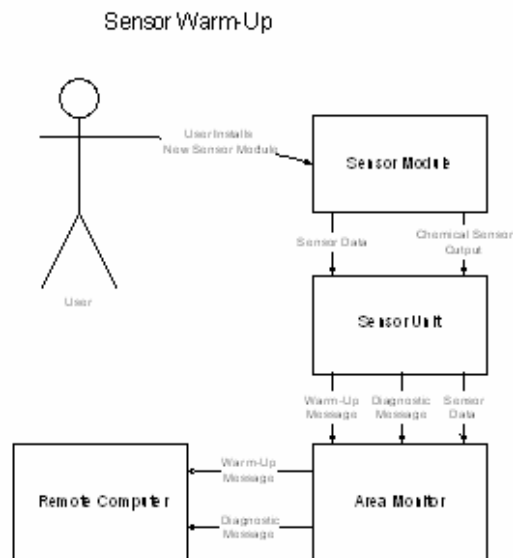 Sensor Warm-Up
User Installs
New Sensor Module
Sensor Module
User
Sensor Data
Chemical Sensor
Output
Sensor Unit
Warm-Up
Message
Diagnostic
Message
Sensor
Data
Remote Computer
Warm-Up
Message
Diagnostic
Message
Area Monitor